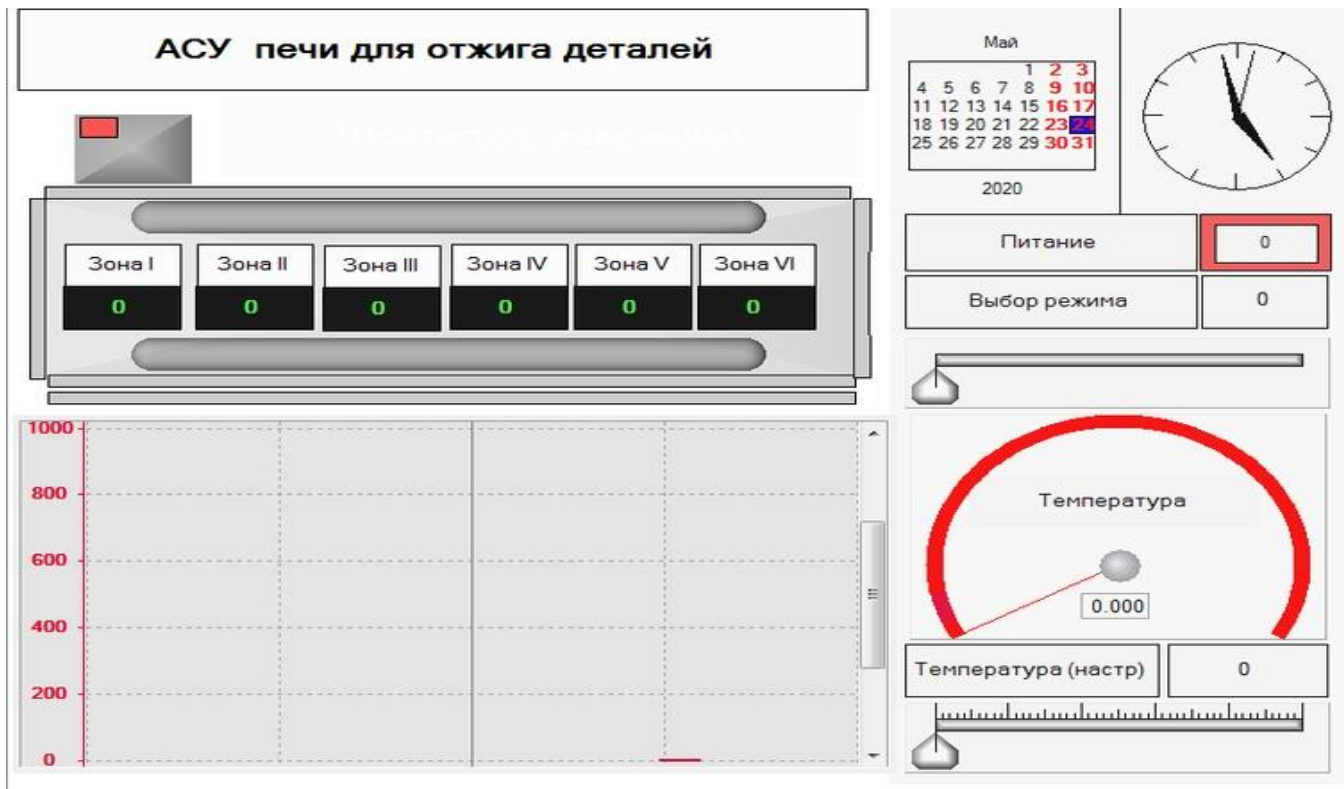 АСУ печи для отжига деталей
Зона I
Зона II
Зона III
Зона IV
Зона V
Зона VI
0
0
0
0
0
0
1000
800
600
400
200
0
Май
1 2 3
4 5 6 7 8 9 10
11 12 13 14 15 16 17
18 19 20 21 22 23 24
25 26 27 28 29 30 31
2020
Питание
0
Выбор режима
0
Температура
0.000
Температура (настр)
0